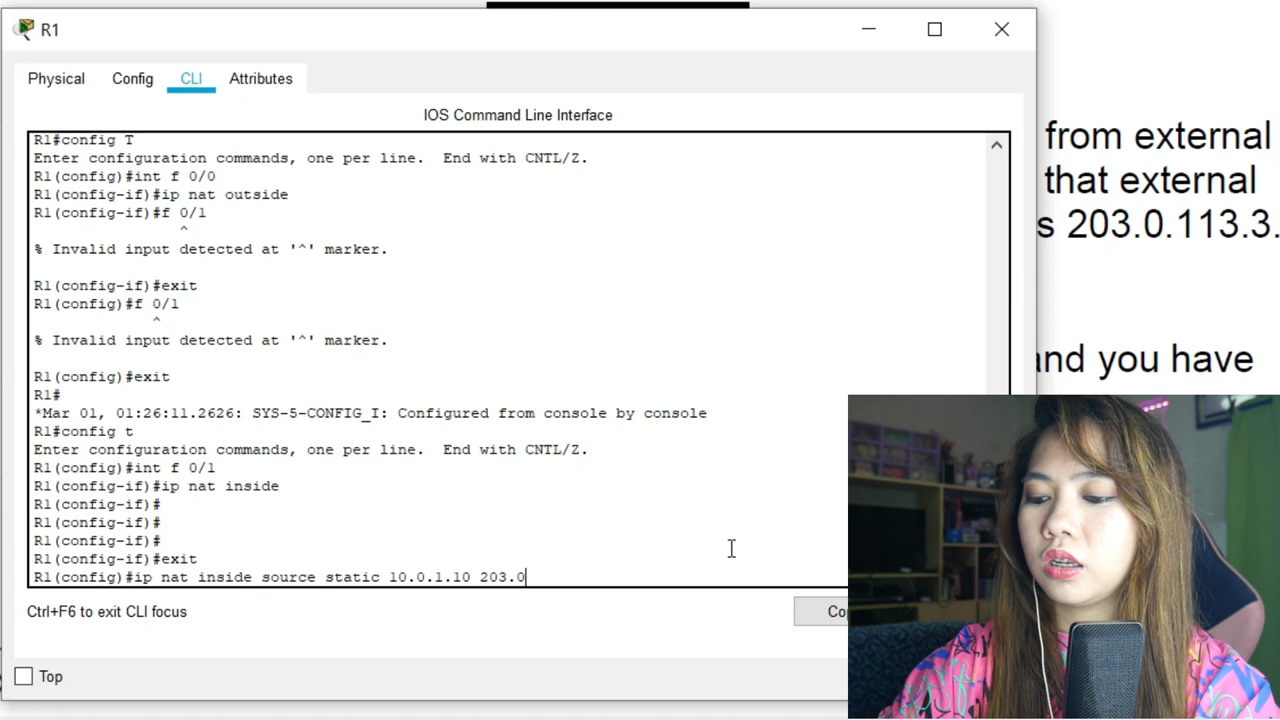 R1
Physical Config CLI Attributes
IOS Command Line Interface
R1#config T
Enter configuration commands, one per line. End with CNTL/Z.
R1(config)#int f 0/0
R1(config-if)#ip nat outside
R1(config-if)#f 0/1
^
% Invalid input detected at '^' marker.
R1(config-if)#exit
R1(config)#f 0/1
^
% Invalid input detected at '^' marker.
R1(config)#exit
R1#
*Mar 01, 01:26:11.2626: SYS-5-CONFIG_I: Configured from console by console
R1#config t
Enter configuration commands, one per line. End with CNTL/Z.
R1(config)#int f 0/1
R1(config-if)#ip nat inside
R1(config-if)#
R1(config-if)#
R1(config-if)#
R1(config-if)#exit
R1(config)#ip nat inside source static 10.0.1.10 203.0
Ctrl+F6 to exit CLI focus
Top
from external
that external
s 203.0.113.3.
and you have